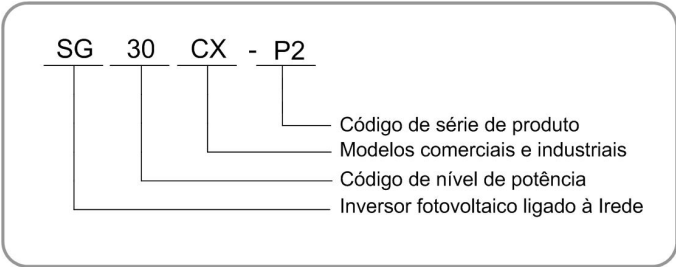 SG 30 CX - P2
Código de série de produto
Modelos comerciais e industriais
Código de nível de potência
Inversor fotovoltaico ligado à Irede